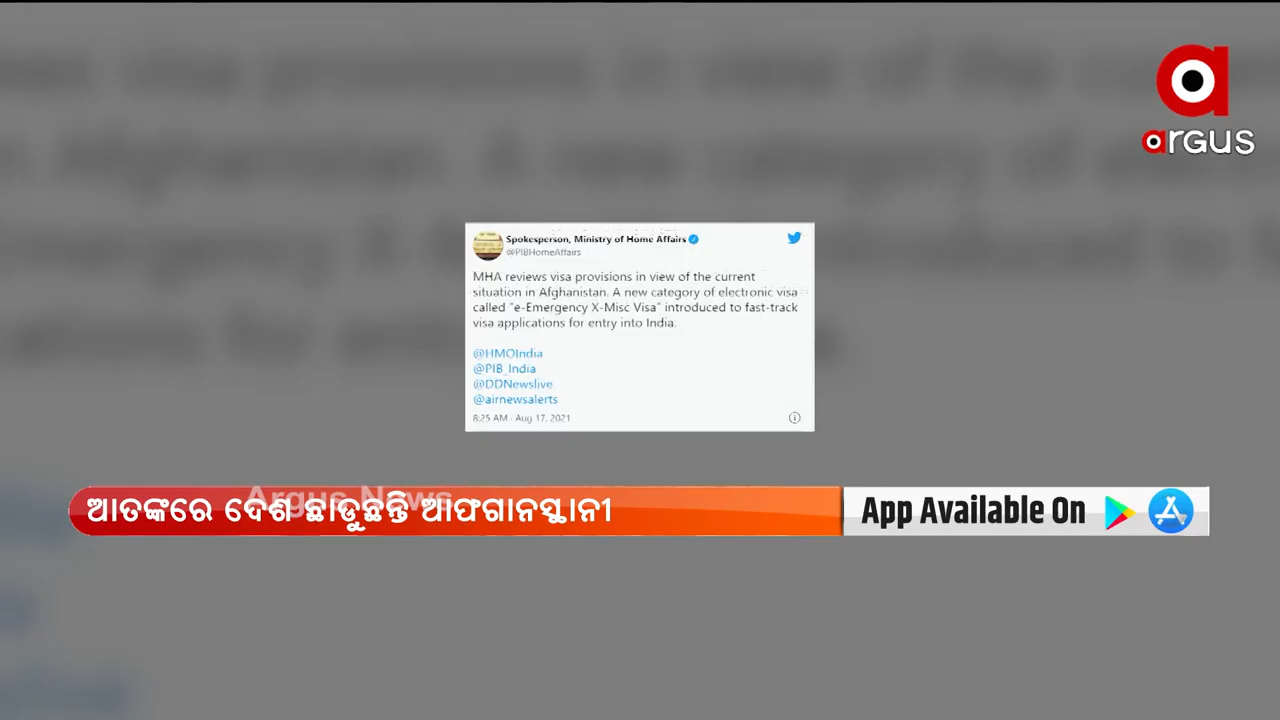 argus
Spokesperson, Ministry of Home Affairs
@PIBHomeAffairs
MHA reviews visa provisions in view of the current
situation in Afghanistan. A new category of electronic visa
called "e-Emergency X-Misc Visa" introduced to fast-track
visa applications for entry into India.
@HMOIndia
@PIB_India
@DDNewslive
@airnewsalerts
8:25 AM · Aug 17, 2021
Argus News
ଆତଙ୍କରେ ଦେଶ ଛାଡୁଛନ୍ତି ଆଫଗାନସ୍ଥାନୀ
App Available On